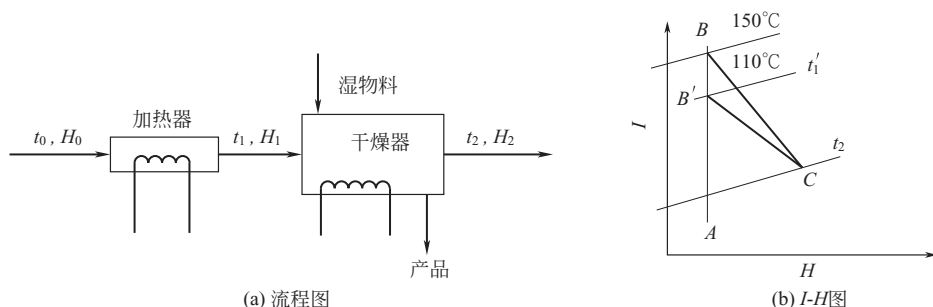 湿物料
加热器
干燥器
t₀ , H₀
t₁ , H₁
t₂ , H₂
产品
(a) 流程图
B
150℃
110℃
t₁′
B′
I
t₂
C
A
H
(b) I-H图